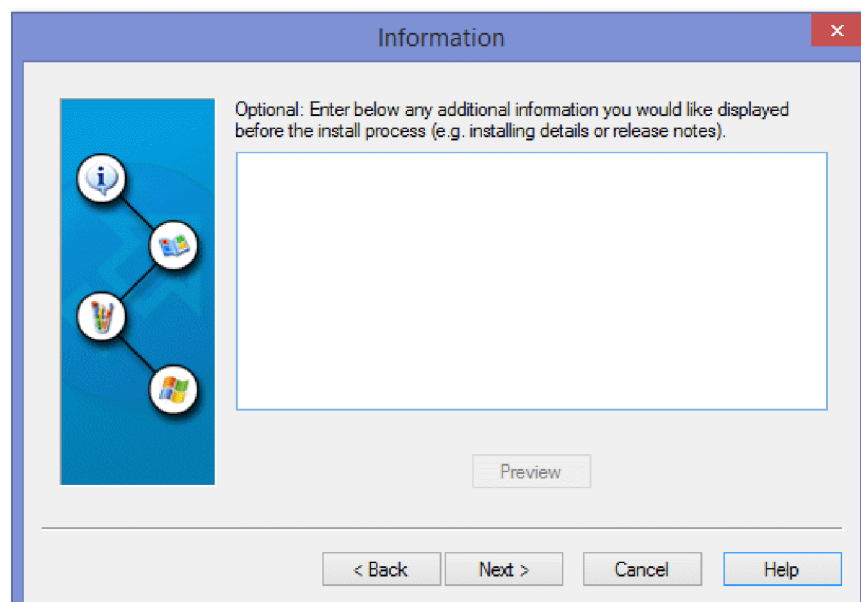 Information
Optional: Enter below any additional information you would like displayed
before the install process (e.g. installing details or release notes).
Preview
< Back
Next >
Cancel
Help